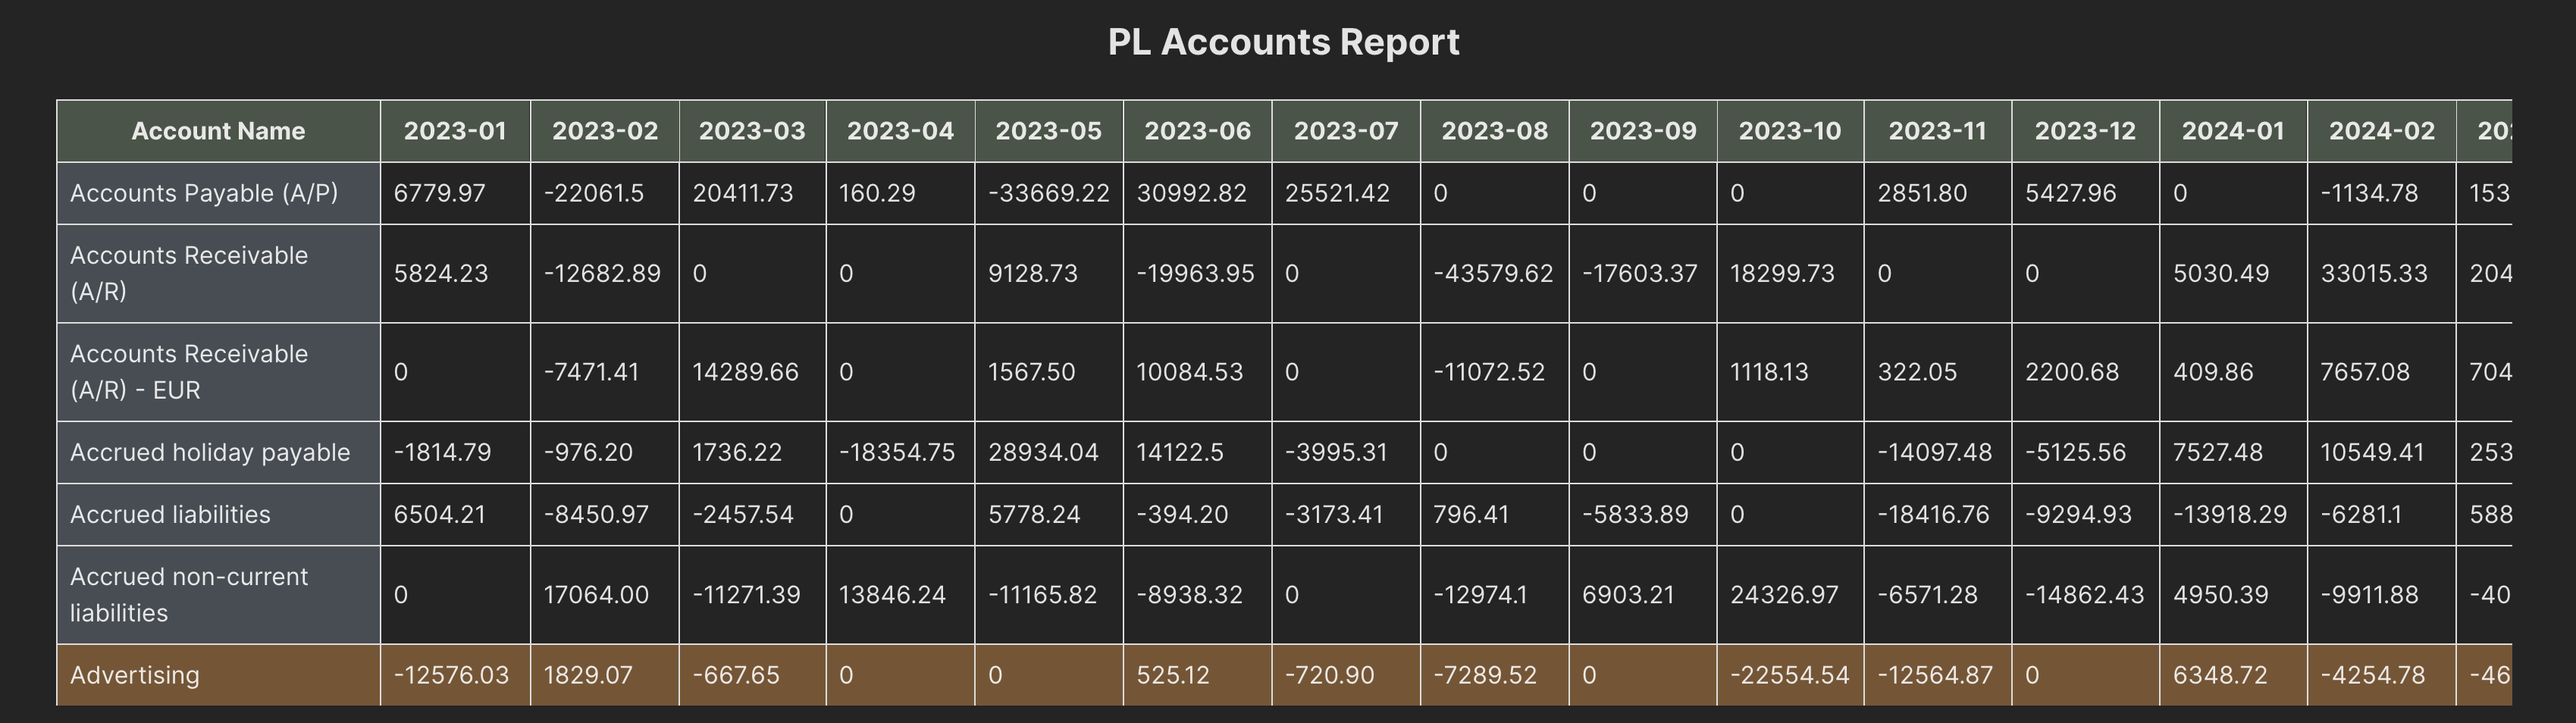 PL Accounts Report
Account Name 2023-01 2023-02 2023-03 2023-04 2023-05 2023-06 2023-07 2023-08 2023-09 2023-10 2023-11 2023-12 2024-01 2024-02 20
Accounts Payable (A/P) 6779.97 -22061.5 20411.73 160.29 -33669.22 30992.82 25521.42 0 0 0 2851.80 5427.96 0 -1134.78 153
Accounts Receivable
(A/R) 5824.23 -12682.89 0 0 9128.73 -19963.95 0 -43579.62 -17603.37 18299.73 0 0 5030.49 33015.33 204
Accounts Receivable
(A/R) - EUR 0 -7471.41 14289.66 0 1567.50 10084.53 0 -11072.52 0 1118.13 322.05 2200.68 409.86 7657.08 704
Accrued holiday payable -1814.79 -976.20 1736.22 -18354.75 28934.04 14122.5 -3995.31 0 0 0 -14097.48 -5125.56 7527.48 10549.41 253
Accrued liabilities 6504.21 -8450.97 -2457.54 0 5778.24 -394.20 -3173.41 796.41 -5833.89 0 -18416.76 -9294.93 -13918.29 -6281.1 588
Accrued non-current
liabilities 0 17064.00 -11271.39 13846.24 -11165.82 -8938.32 0 -12974.1 6903.21 24326.97 -6571.28 -14862.43 4950.39 -9911.88 -40
Advertising -12576.03 1829.07 -667.65 0 0 525.12 -720.90 -7289.52 0 -22554.54 -12564.87 0 6348.72 -4254.78 -46